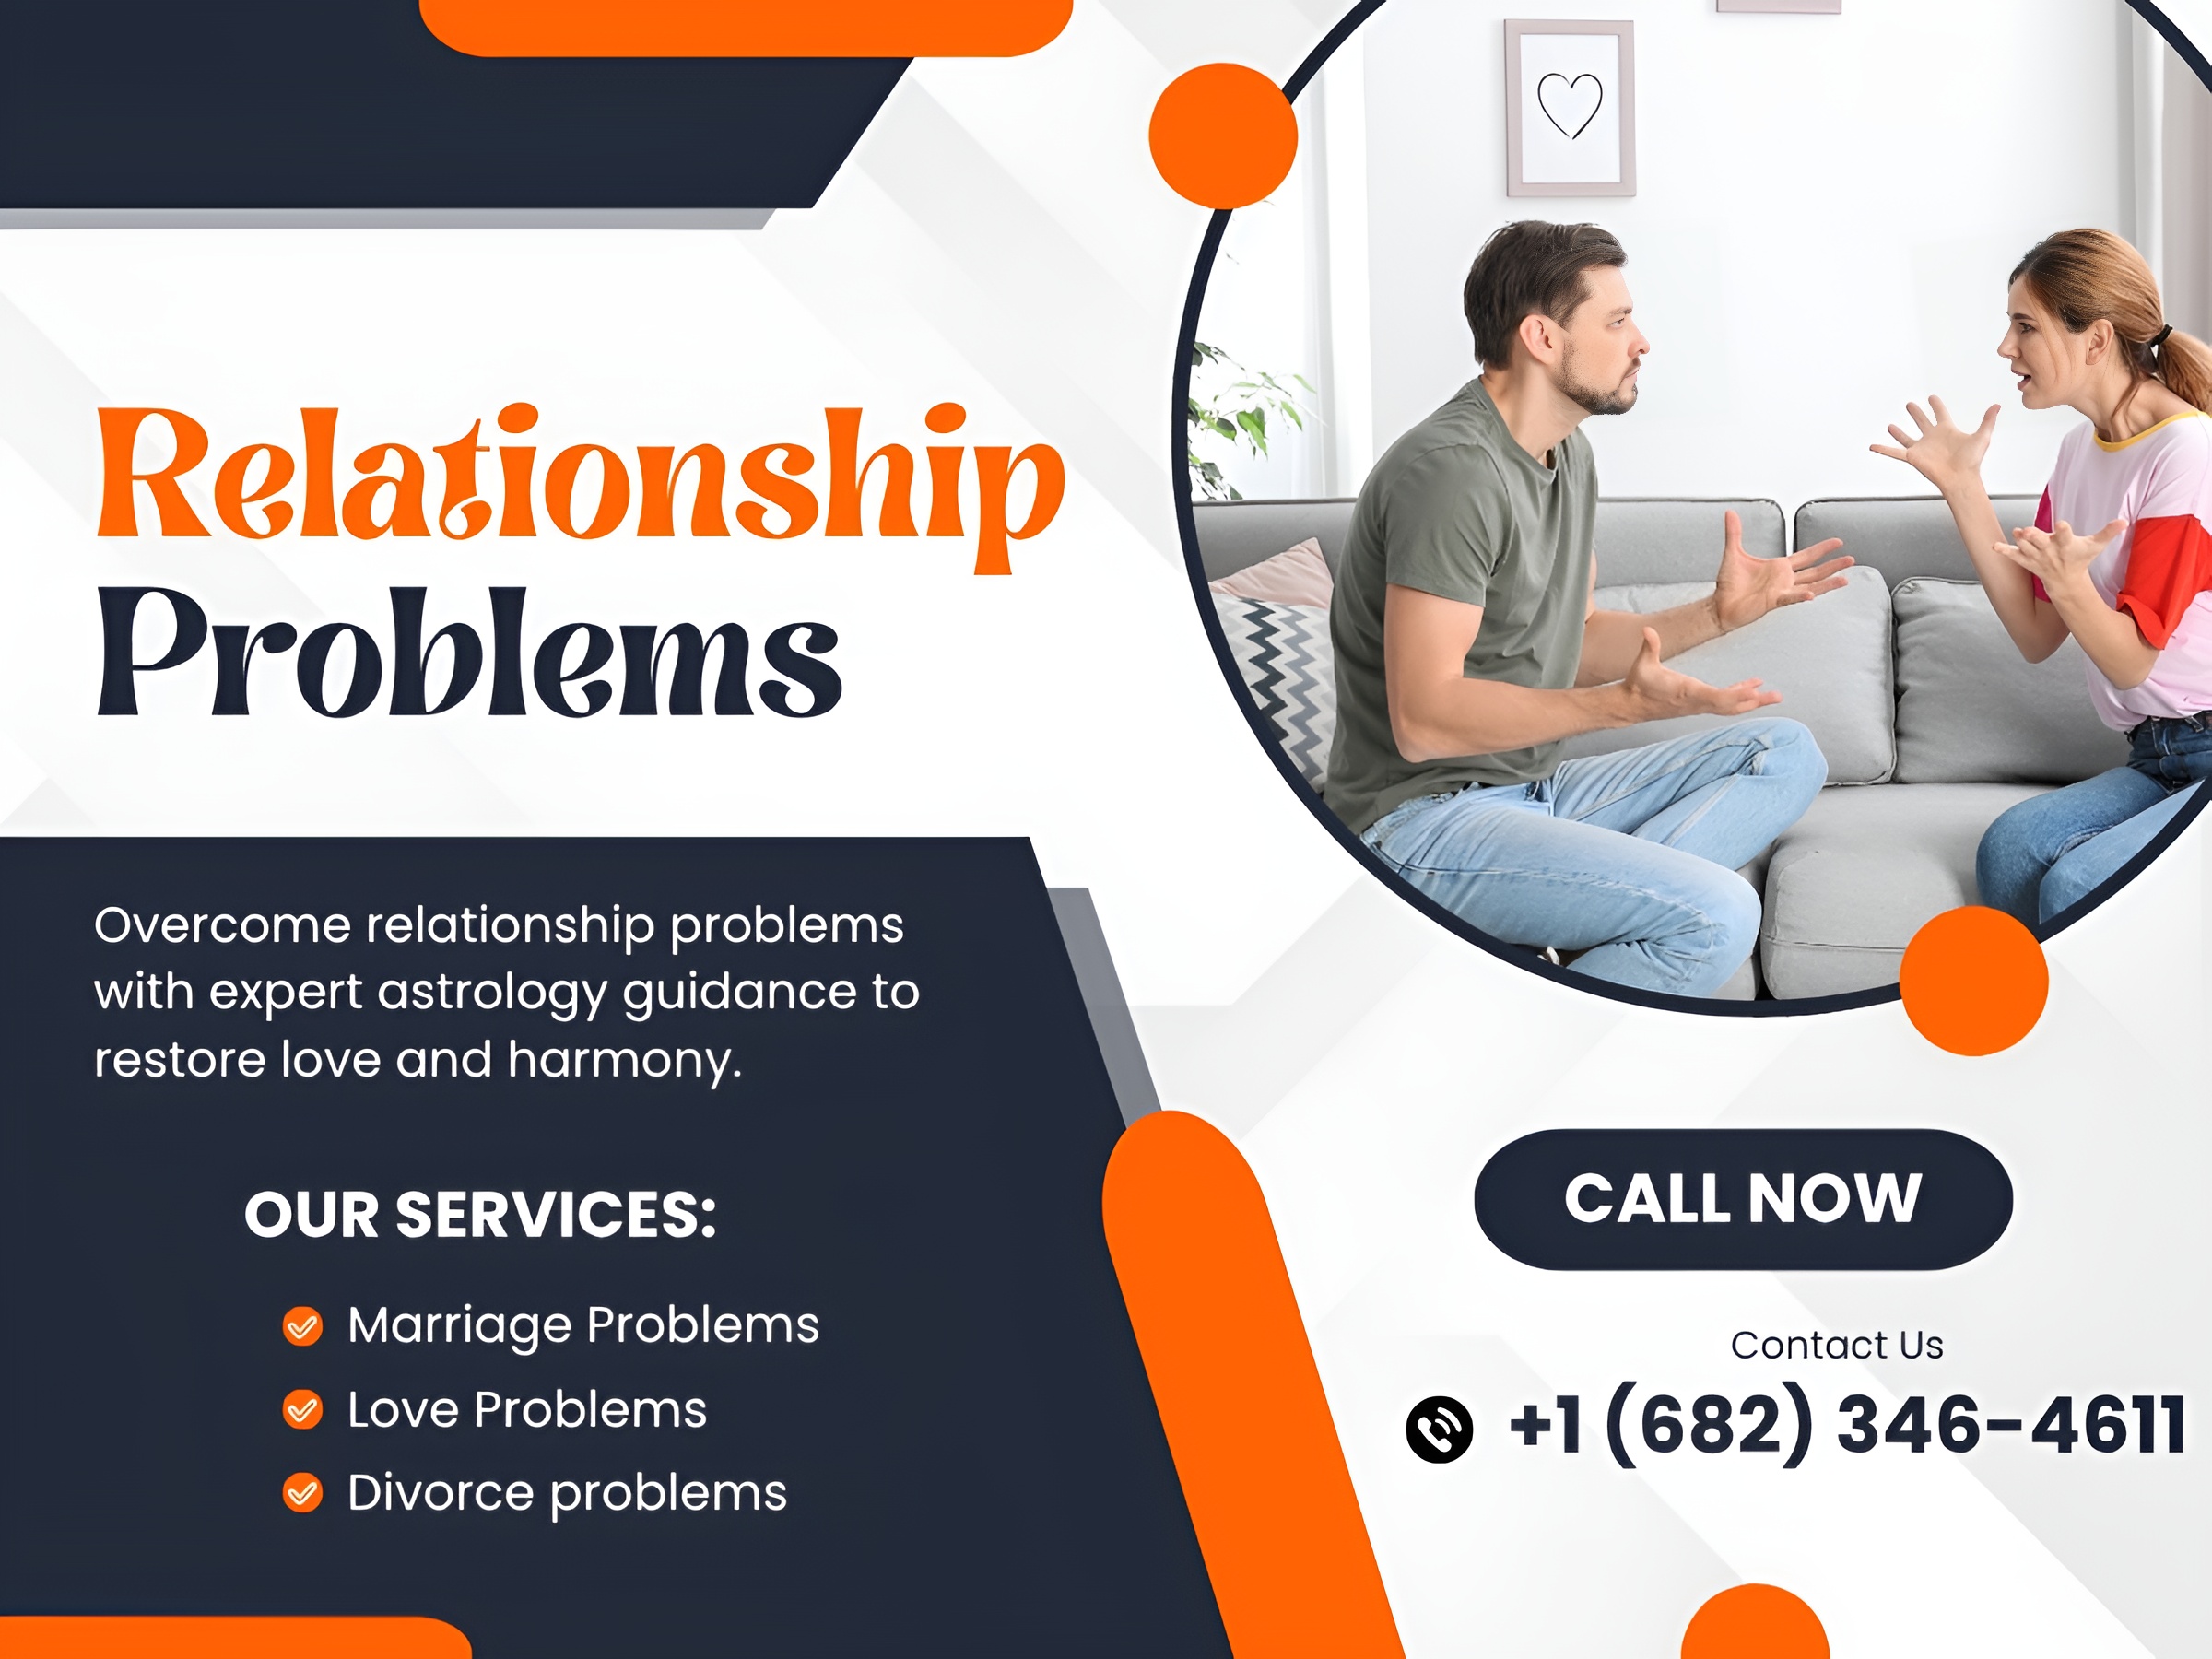 Relationship
Problems
Overcome relationship problems
with expert astrology guidance to
restore love and harmony.
OUR SERVICES:
Marriage Problems
Love Problems
Divorce problems
CALL NOW
Contact Us
+1 (682) 346-4611